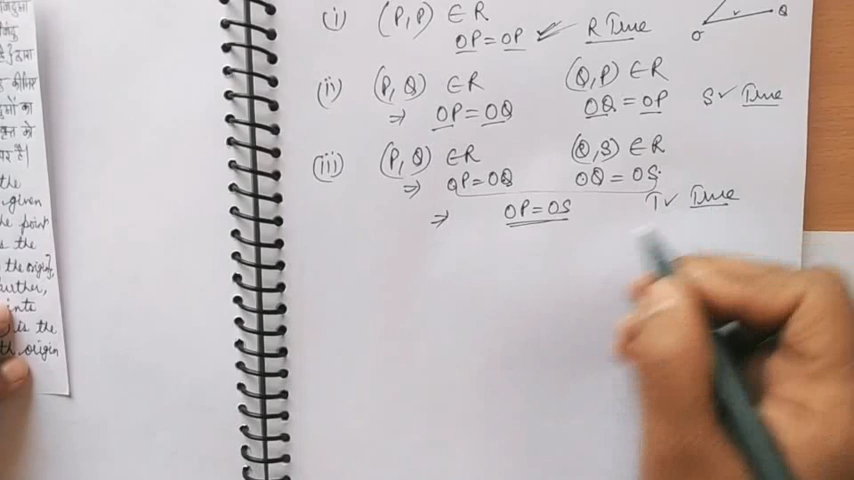 है} द्वारा
the
given
the point
is the
the origin},
further,
is the
origin
(i) (P, P) ∈ R
OP = OP ✓ R True
O Q
(ii) (P, Q) ∈ R (Q, P) ∈ R
⇒ OP = OQ OQ = OP S ✓ True
(iii) (P, Q) ∈ R (Q, S) ∈ R
⇒ OP = OQ OQ = OS
⇒ OP = OS T ✓ True